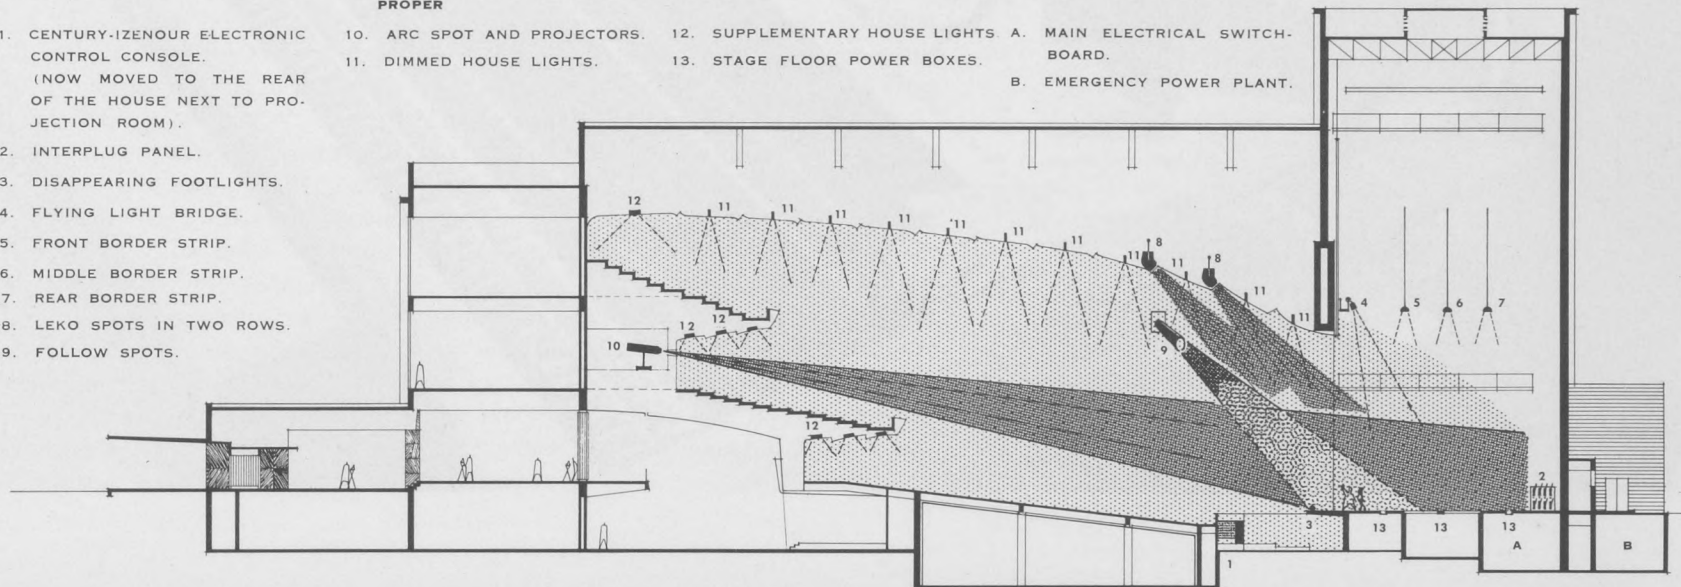 PROPER
1. CENTURY-IZENOUR ELECTRONIC
CONTROL CONSOLE.
(NOW MOVED TO THE REAR
OF THE HOUSE NEXT TO PRO-
JECTION ROOM).
2. INTERPLUG PANEL.
3. DISAPPEARING FOOTLIGHTS.
4. FLYING LIGHT BRIDGE.
5. FRONT BORDER STRIP.
6. MIDDLE BORDER STRIP.
7. REAR BORDER STRIP.
8. LEKO SPOTS IN TWO ROWS.
9. FOLLOW SPOTS.
10. ARC SPOT AND PROJECTORS.
11. DIMMED HOUSE LIGHTS.
12. SUPPLEMENTARY HOUSE LIGHTS
13. STAGE FLOOR POWER BOXES.
A. MAIN ELECTRICAL SWITCH-
BOARD.
B. EMERGENCY POWER PLANT.
12 11 11 11 11 11 11 11 11 8 11 8 11 11
4 5 6 7
12 12
10
9
12
2
3 13 13 13
A B
1